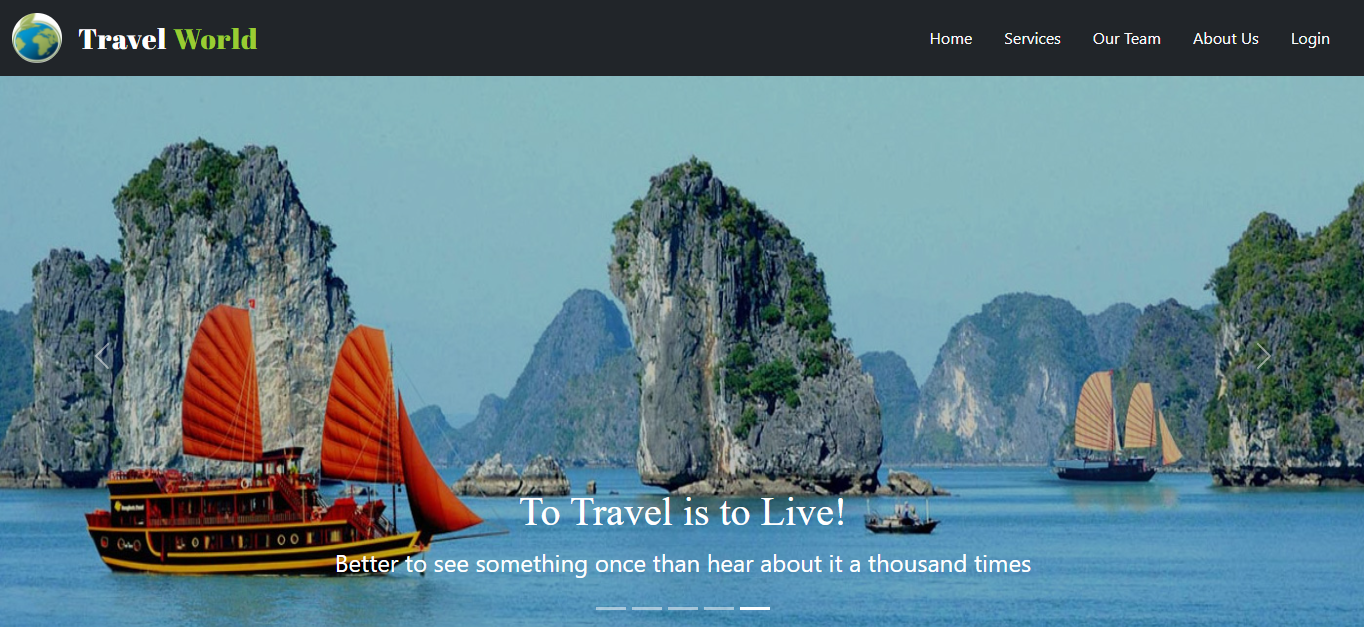 Travel World
Home
Services
Our Team
About Us
Login
To Travel is to Live!
Better to see something once than hear about it a thousand times